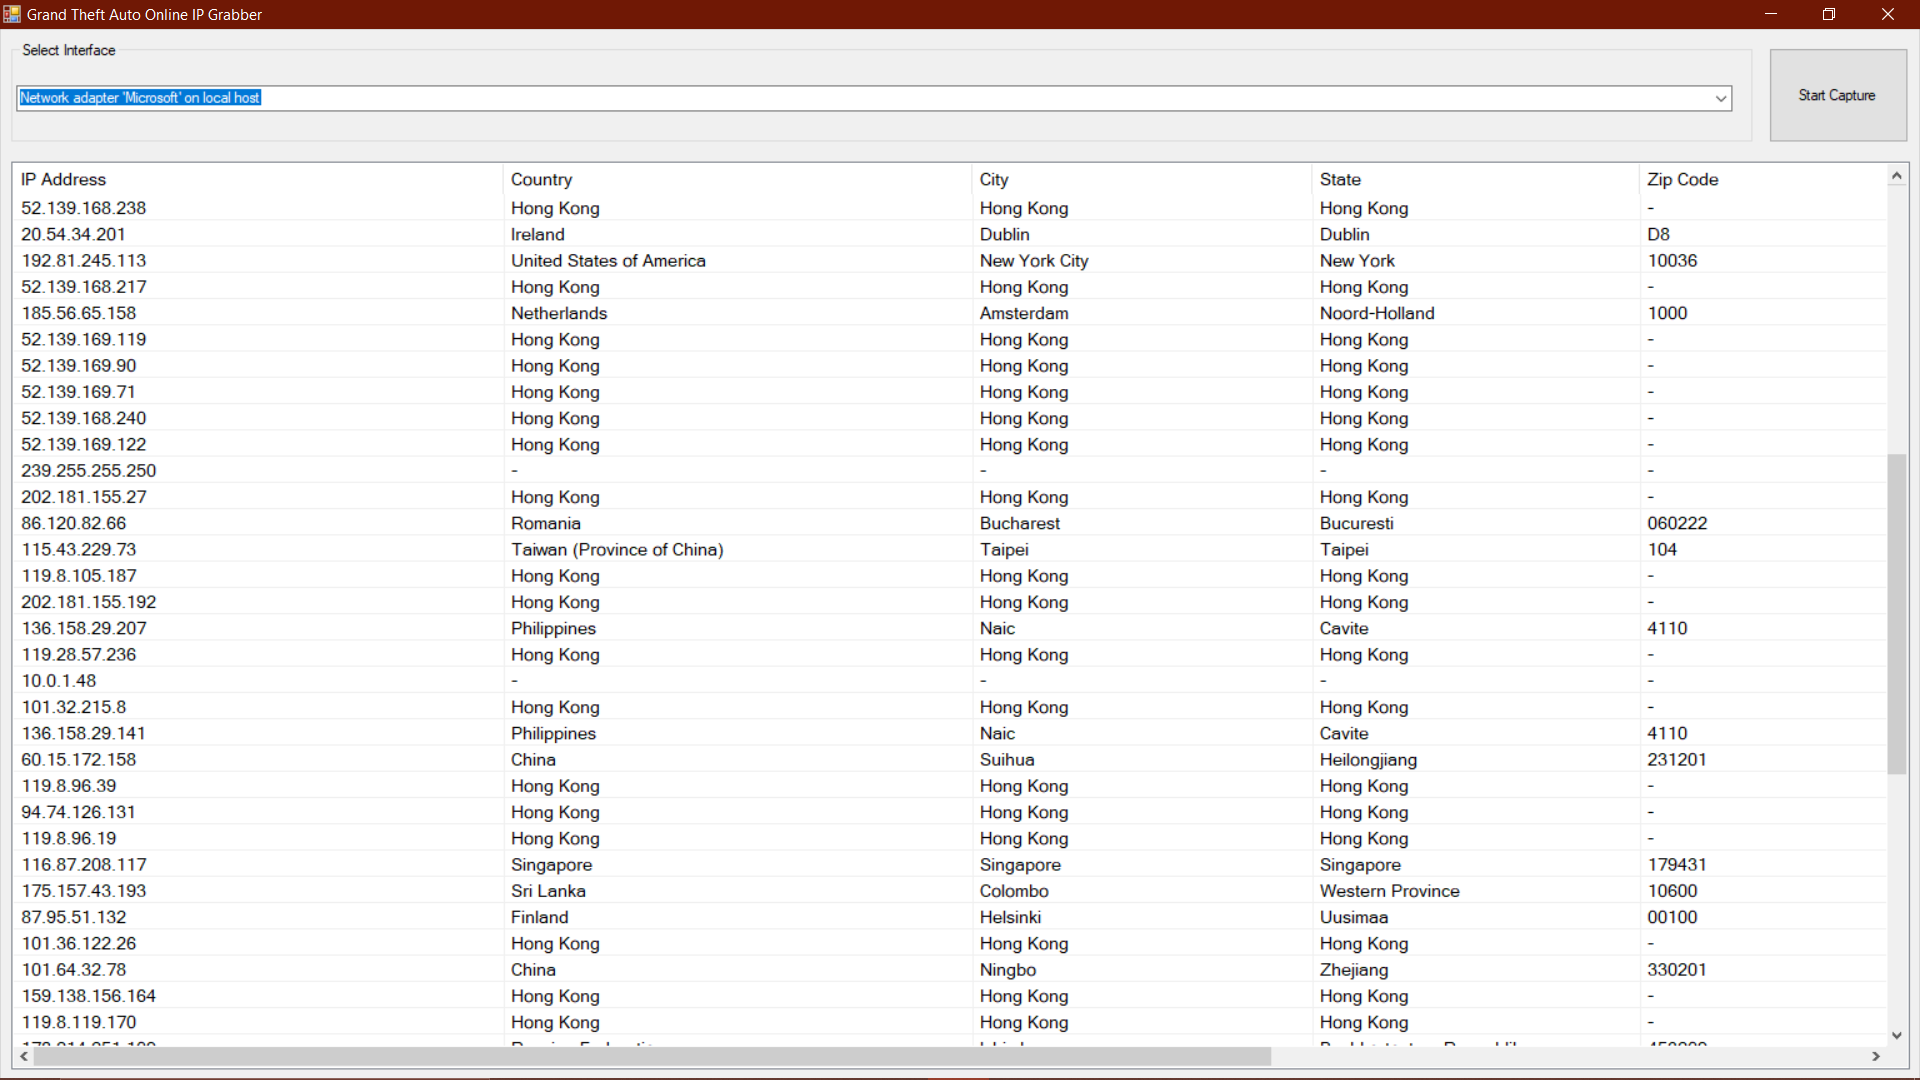 Grand Theft Auto Online IP Grabber
Select Interface
Network adapter 'Microsoft' on local host
Start Capture
IP Address Country City State Zip Code
52.139.168.238 Hong Kong Hong Kong Hong Kong -
20.54.34.201 Ireland Dublin Dublin D8
192.81.245.113 United States of America New York City New York 10036
52.139.168.217 Hong Kong Hong Kong Hong Kong -
185.56.65.158 Netherlands Amsterdam Noord-Holland 1000
52.139.169.119 Hong Kong Hong Kong Hong Kong -
52.139.169.90 Hong Kong Hong Kong Hong Kong -
52.139.169.71 Hong Kong Hong Kong Hong Kong -
52.139.168.240 Hong Kong Hong Kong Hong Kong -
52.139.169.122 Hong Kong Hong Kong Hong Kong -
239.255.255.250 - - - -
202.181.155.27 Hong Kong Hong Kong Hong Kong -
86.120.82.66 Romania Bucharest Bucuresti 060222
115.43.229.73 Taiwan (Province of China) Taipei Taipei 104
119.8.105.187 Hong Kong Hong Kong Hong Kong -
202.181.155.192 Hong Kong Hong Kong Hong Kong -
136.158.29.207 Philippines Naic Cavite 4110
119.28.57.236 Hong Kong Hong Kong Hong Kong -
10.0.1.48 - - - -
101.32.215.8 Hong Kong Hong Kong Hong Kong -
136.158.29.141 Philippines Naic Cavite 4110
60.15.172.158 China Suihua Heilongjiang 231201
119.8.96.39 Hong Kong Hong Kong Hong Kong -
94.74.126.131 Hong Kong Hong Kong Hong Kong -
119.8.96.19 Hong Kong Hong Kong Hong Kong -
116.87.208.117 Singapore Singapore Singapore 179431
175.157.43.193 Sri Lanka Colombo Western Province 10600
87.95.51.132 Finland Helsinki Uusimaa 00100
101.36.122.26 Hong Kong Hong Kong Hong Kong -
101.64.32.78 China Ningbo Zhejiang 330201
159.138.156.164 Hong Kong Hong Kong Hong Kong -
119.8.119.170 Hong Kong Hong Kong Hong Kong -